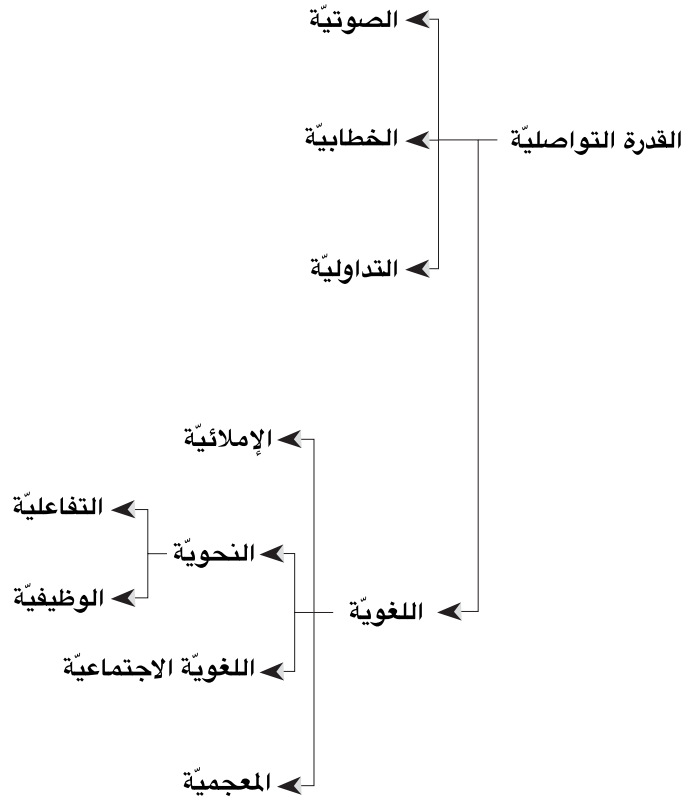 القدرة التواصليّة
الصوتيّة
الخطابيّة
التداوليّة
اللغويّة
الإملائيّة
النحويّة
التفاعليّة
الوظيفيّة
اللغويّة الاجتماعيّة
المعجميّة